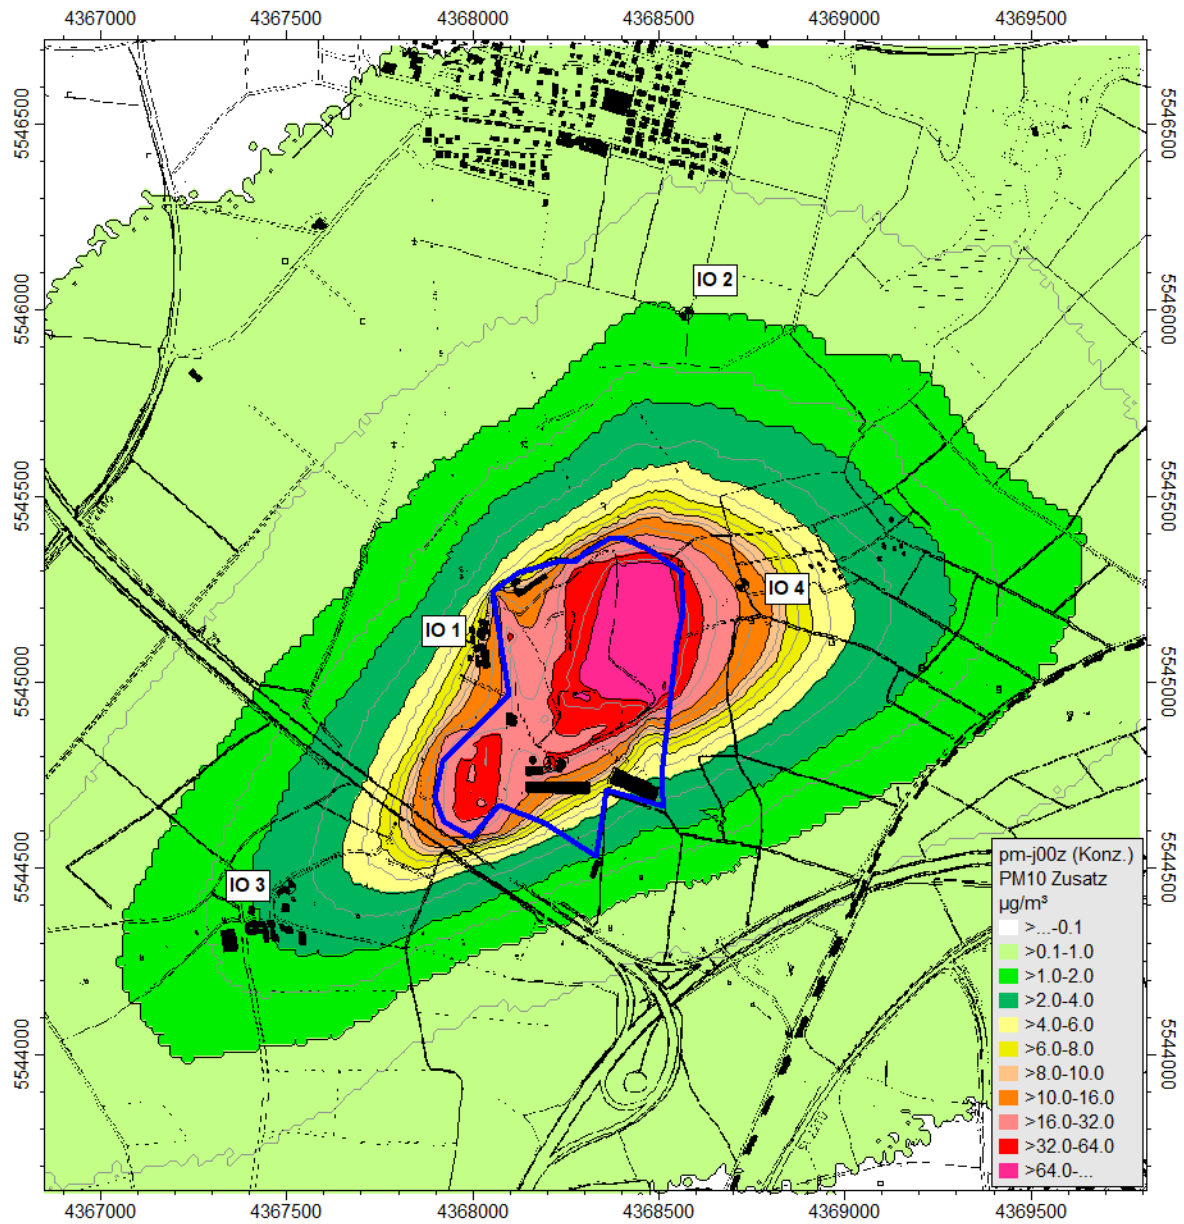 4367000 4367500 4368000 4368500 4369000 4369500
5546500 5546500
5546000 5546000
5545500 5545500
5545000 5545000
5544500 5544500
5544000 5544000
IO 2
IO 4
IO 1
IO 3
pm-j00z (Konz.)
PM10 Zusatz
µg/m³
>...-0.1
>0.1-1.0
>1.0-2.0
>2.0-4.0
>4.0-6.0
>6.0-8.0
>8.0-10.0
>10.0-16.0
>16.0-32.0
>32.0-64.0
>64.0-...
4367000 4367500 4368000 4368500 4369000 4369500